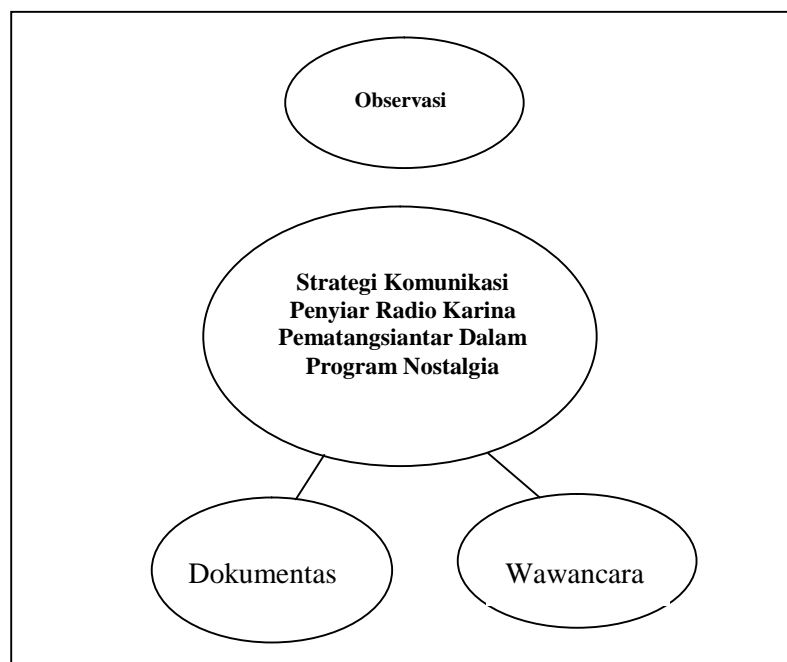 Observasi
Strategi Komunikasi
Penyiar Radio Karina
Pematangsiantar Dalam
Program Nostalgia
Dokumentas
Wawancara